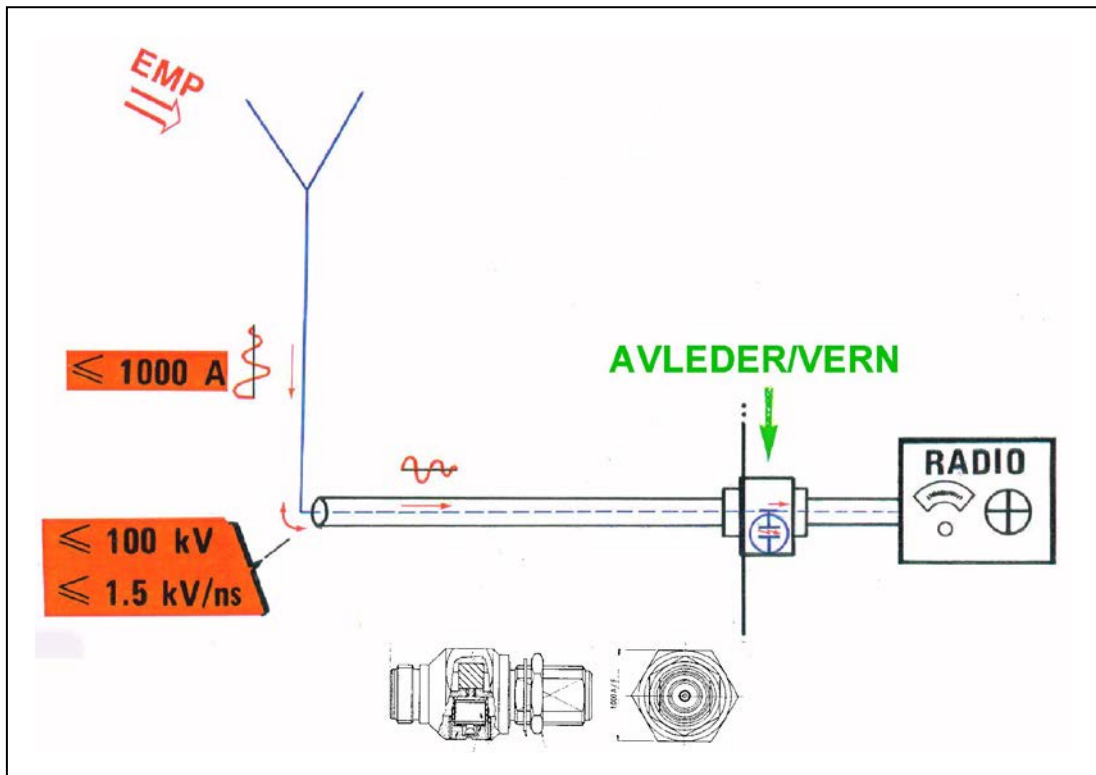 EMP
≤ 1000 A
AVLEDER/VERN
RADIO
≤ 100 kV
≤ 1.5 kV/ns